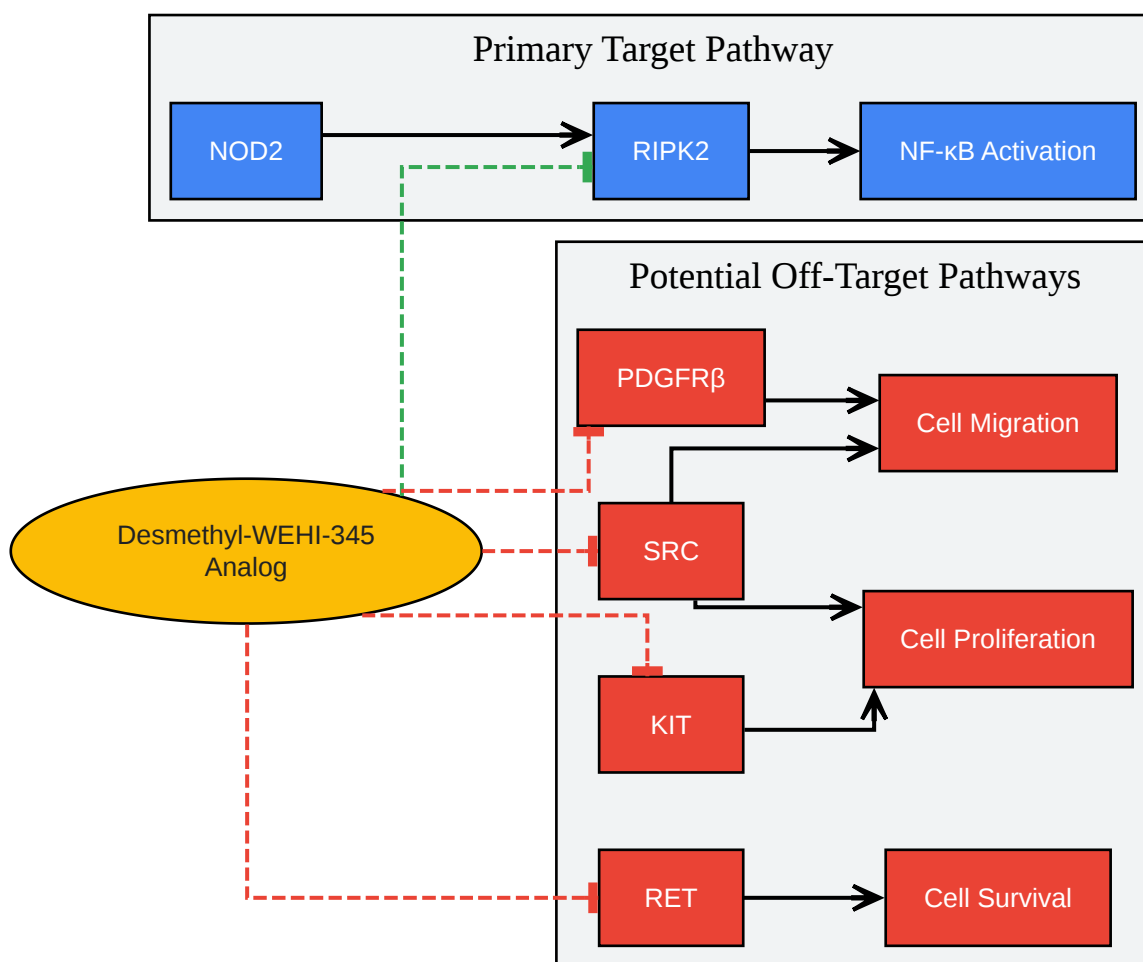 Primary Target Pathway
NOD2
RIPK2
NF-κB Activation
Potential Off-Target Pathways
PDGFRβ
Cell Migration
Desmethyl-WEHI-345
Analog
SRC
Cell Proliferation
KIT
RET
Cell Survival